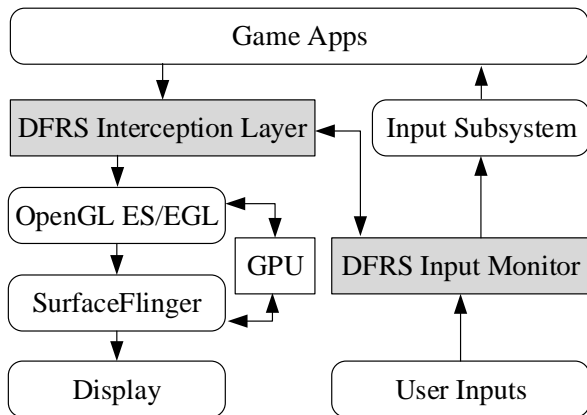 Game Apps
DFRS Interception Layer
Input Subsystem
OpenGL ES/EGL
GPU
DFRS Input Monitor
SurfaceFlinger
Display
User Inputs